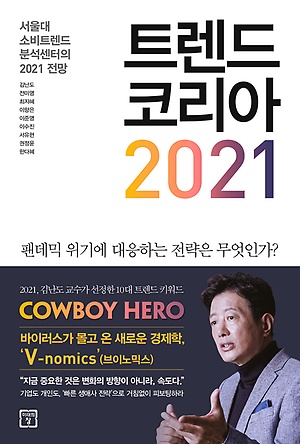 서울대
소비트렌드
분석센터의
2021 전망
김난도
전미영
최지혜
이향은
이준영
이수진
서유현
권정윤
한다혜
트렌드
코리아
2021
팬데믹 위기에 대응하는 전략은 무엇인가?
2021, 김난도 교수가 선정한 10대 트렌드 키워드
COWBOY HERO
바이러스가 몰고 온 새로운 경제학,
‘V-nomics’(브이노믹스)
“지금 중요한 것은 변화의 방향이 아니라, 속도다.”
기업도 개인도, ‘빠른 생애사 전략’으로 거침없이 피보팅하라
미래의창